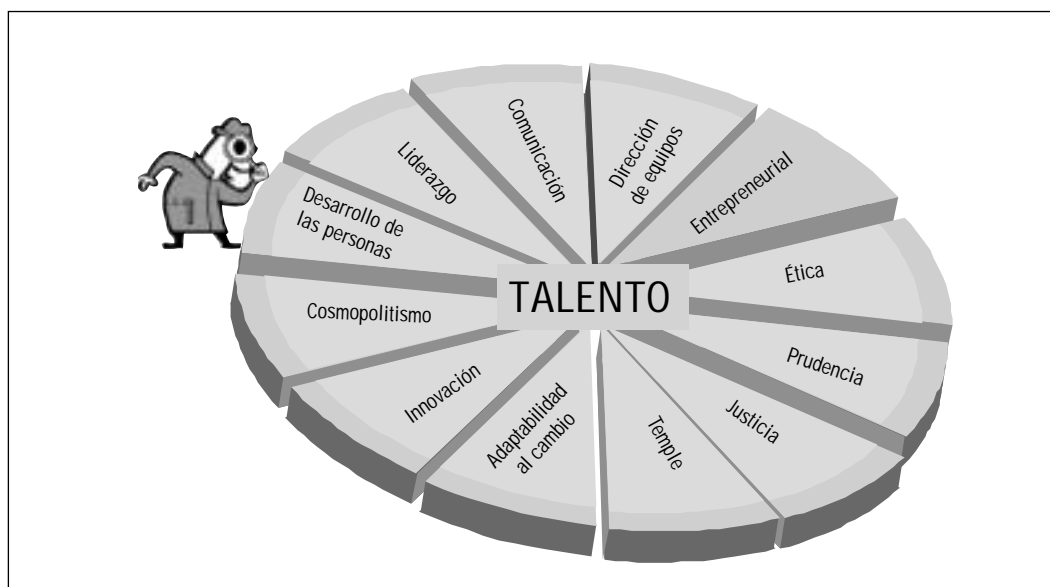 Comunicación
Dirección
de equipos
Entrepreneurial
Ética
Prudencia
Justicia
Temple
Adaptabilidad
al cambio
Innovación
Cosmopolitismo
Desarrollo de
las personas
Liderazgo
TALENTO